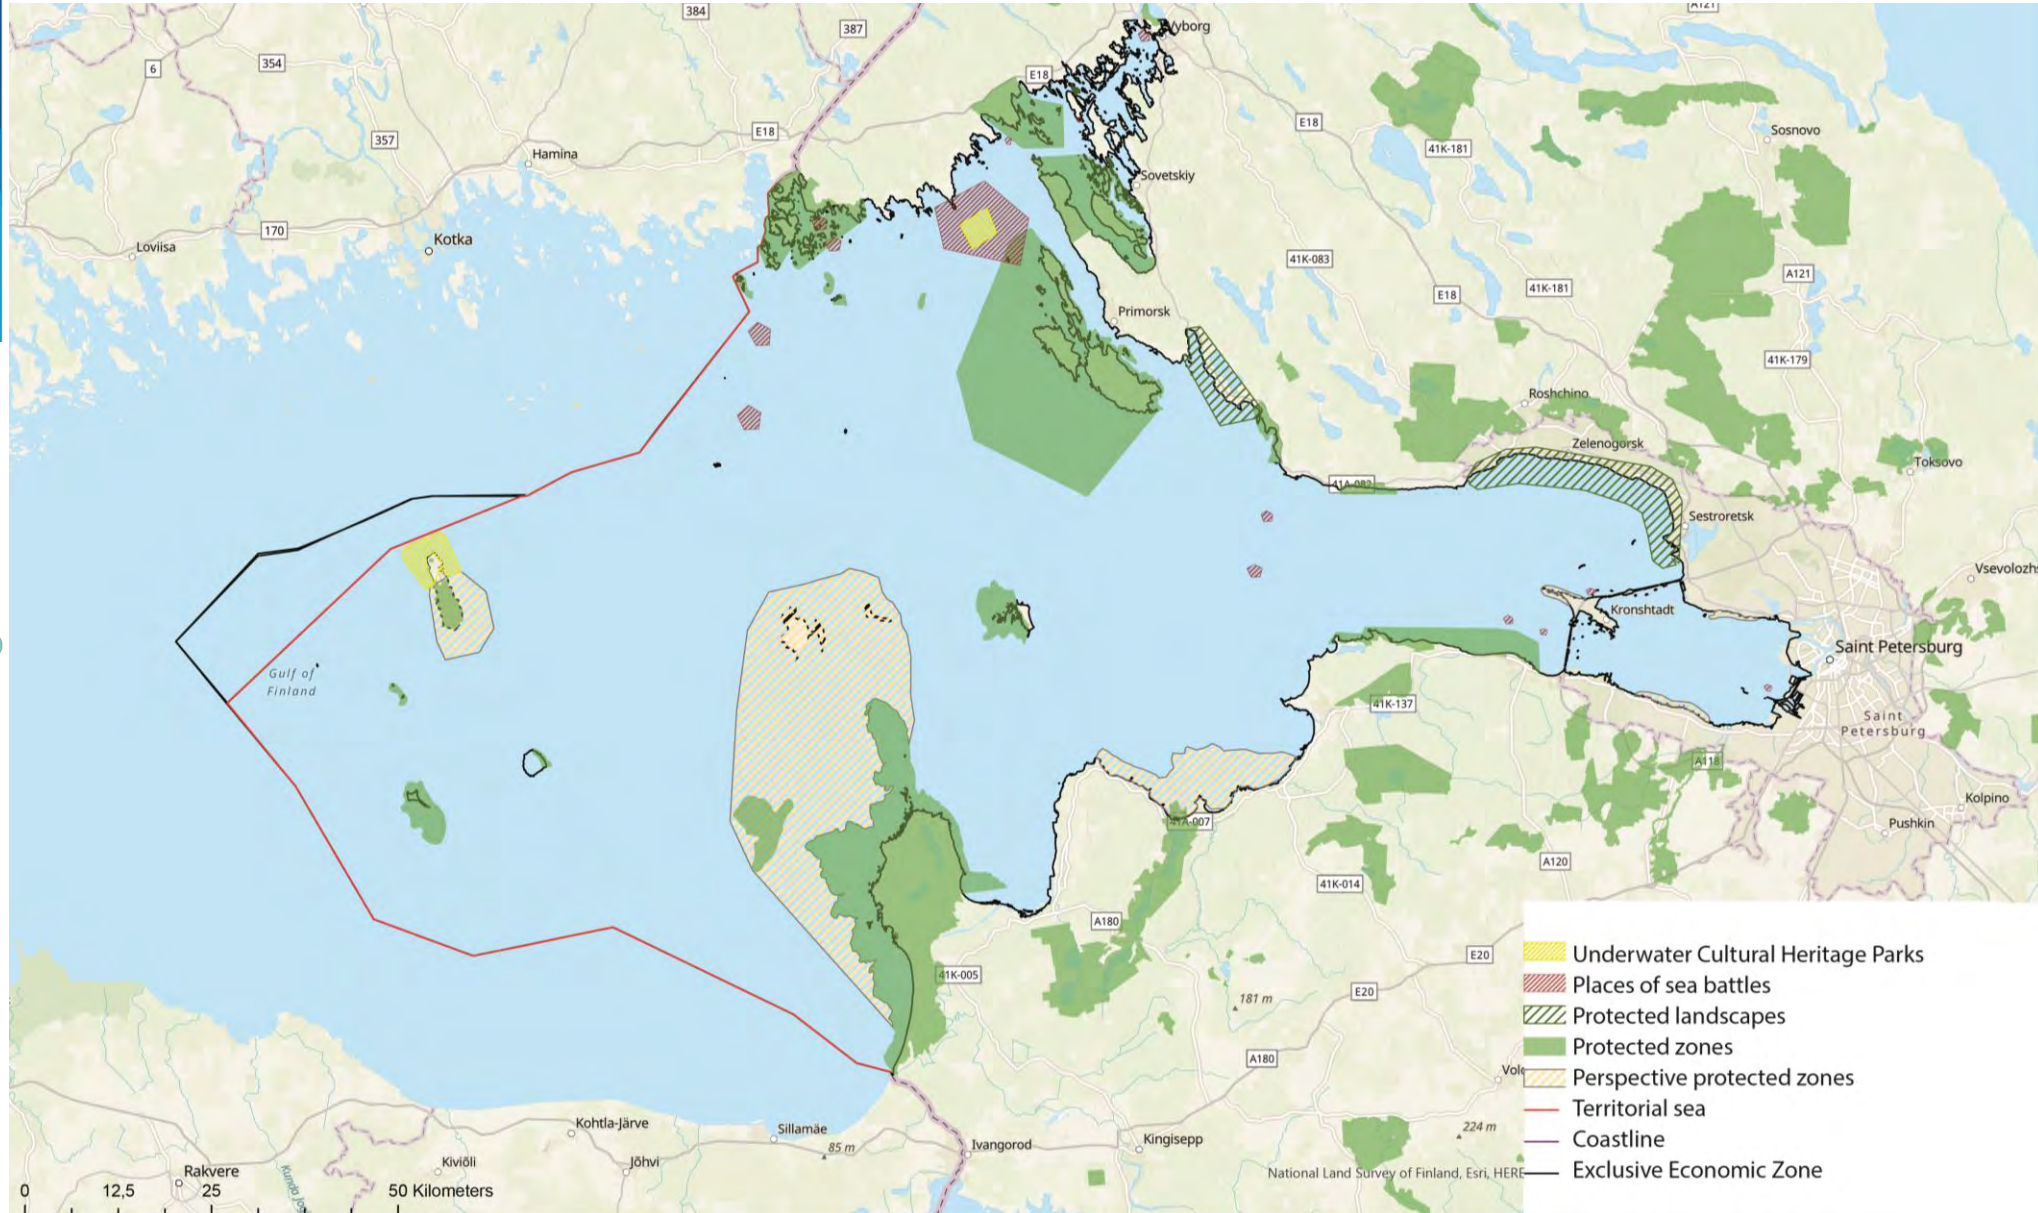 384
A121
Vyborg
387
354
6
E18
E18
E18
357
Sosnovo
41K-181
Hamina
Sovetskiy
170
Kotka
Loviisa
41K-083
A121
E18
41K-181
Primorsk
41K-179
Roshchino
Zelenogorsk
Toksovo
41A-082
Sestroretsk
Kronshtadt
Saint Petersburg
Gulf of
Finland
41K-137
Saint
Petersburg
A118
Kolpino
41A-007
Pushkin
A120
41K-014
A180
E20
41K-005
181 m
E20
A180
Underwater Cultural Heritage Parks
Places of sea battles
Protected landscapes
Protected zones
Perspective protected zones
Territorial sea
Coastline
Exclusive Economic Zone
Kohtla-Järve
Sillamäe
85 m
Ivangorod
Kingisepp
224 m
Rakvere
Kiviõli
Jõhvi
National Land Survey of Finland, Esri, HERE
0 12,5 25 50 Kilometers